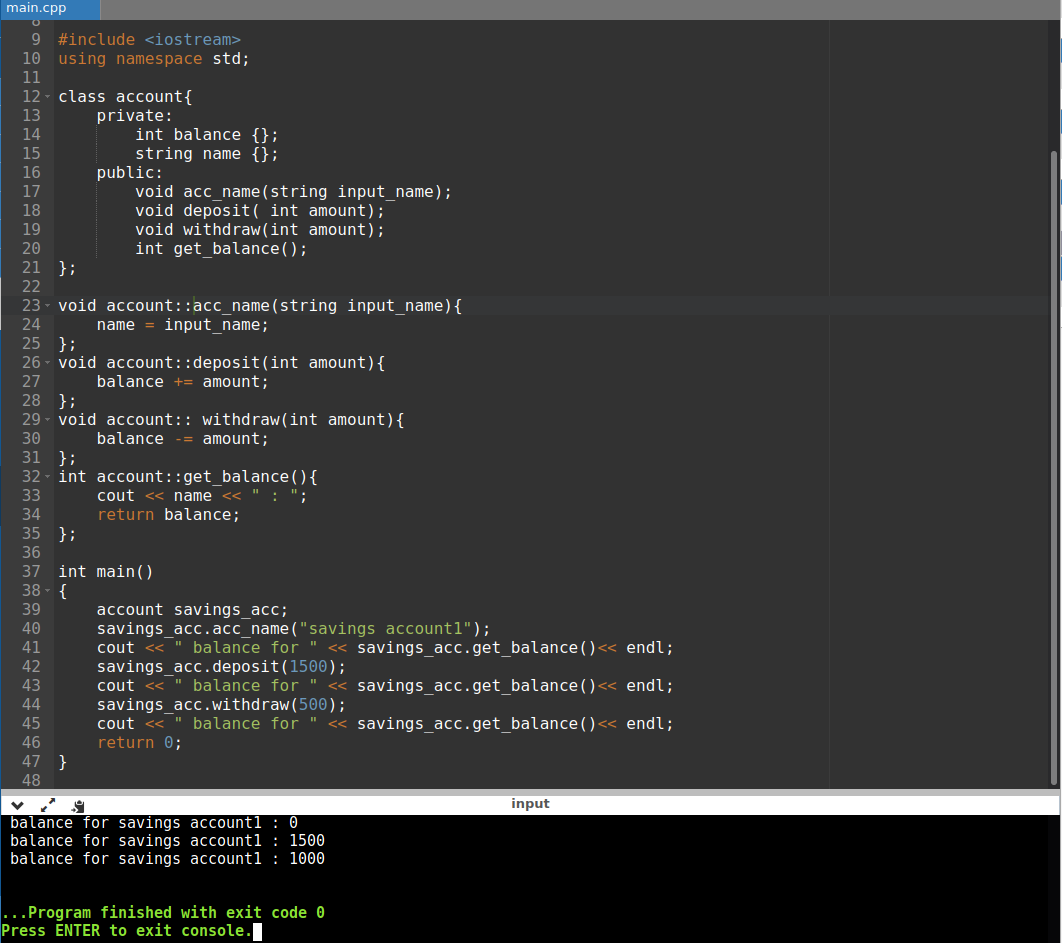 main.cpp
8
9 #include <iostream>
10 using namespace std;
11
12 class account{
13     private:
14         int balance {};
15         string name {};
16     public:
17         void acc_name(string input_name);
18         void deposit( int amount);
19         void withdraw(int amount);
20         int get_balance();
21 };
22
23 void account::acc_name(string input_name){
24     name = input_name;
25 };
26 void account::deposit(int amount){
27     balance += amount;
28 };
29 void account:: withdraw(int amount){
30     balance -= amount;
31 };
32 int account::get_balance(){
33     cout << name << " : ";
34     return balance;
35 };
36
37 int main()
38 {
39     account savings_acc;
40     savings_acc.acc_name("savings account1");
41     cout << " balance for " << savings_acc.get_balance()<< endl;
42     savings_acc.deposit(1500);
43     cout << " balance for " << savings_acc.get_balance()<< endl;
44     savings_acc.withdraw(500);
45     cout << " balance for " << savings_acc.get_balance()<< endl;
46     return 0;
47 }
48
input
balance for savings account1 : 0
balance for savings account1 : 1500
balance for savings account1 : 1000
...Program finished with exit code 0
Press ENTER to exit console.